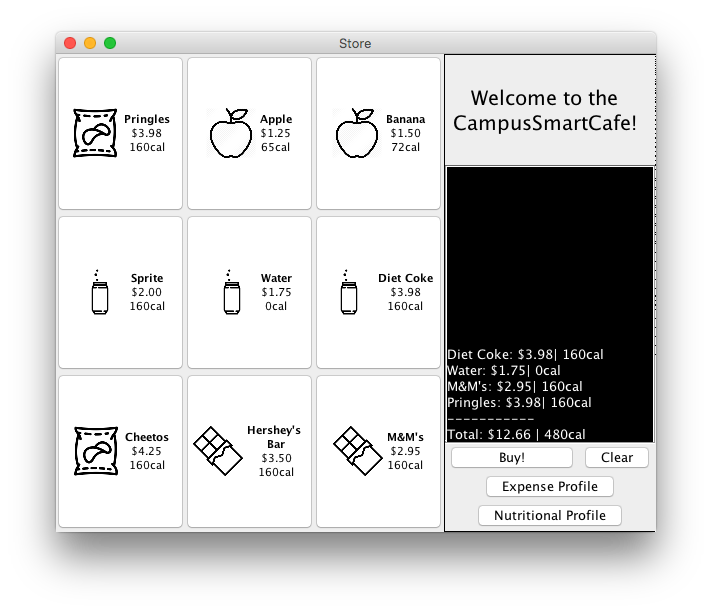 Store
Pringles
$3.98
160cal
Apple
$1.25
65cal
Banana
$1.50
72cal
Sprite
$2.00
160cal
Water
$1.75
0cal
Diet Coke
$3.98
160cal
Cheetos
$4.25
160cal
Hershey's
Bar
$3.50
160cal
M&M's
$2.95
160cal
Welcome to the
CampusSmartCafe!
Diet Coke: $3.98| 160cal
Water: $1.75| 0cal
M&M's: $2.95| 160cal
Pringles: $3.98| 160cal
-----------
Total: $12.66 | 480cal
Buy!
Clear
Expense Profile
Nutritional Profile